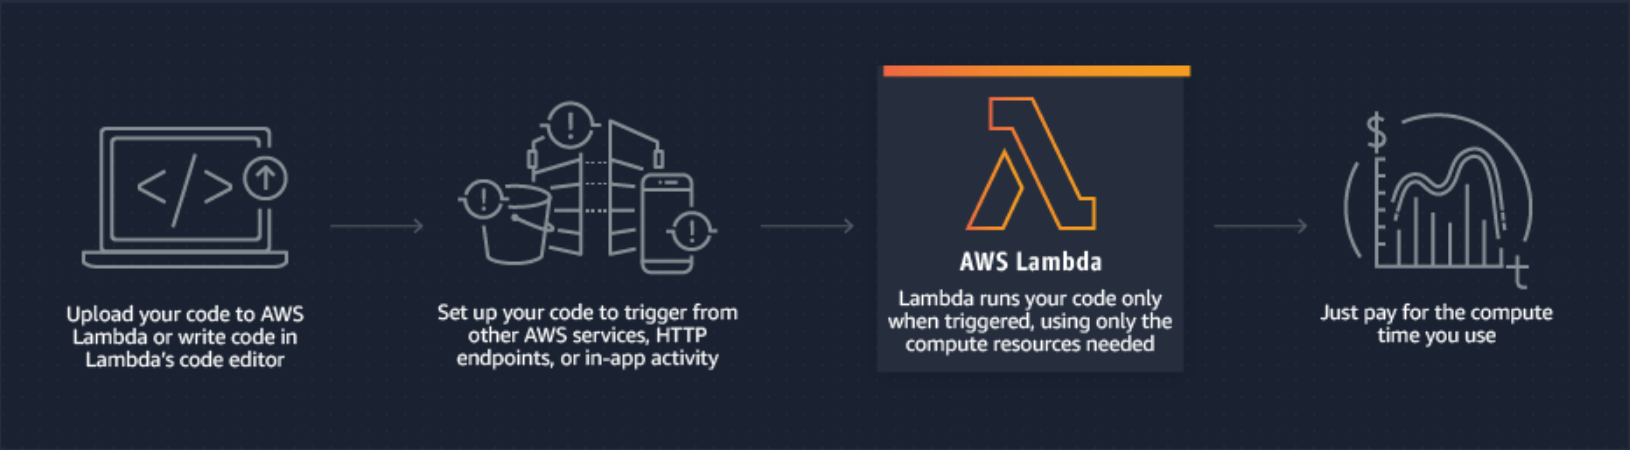 Upload your code to AWS
Lambda or write code in
Lambda's code editor
Set up your code to trigger from
other AWS services, HTTP
endpoints, or in-app activity
AWS Lambda
Lambda runs your code only
when triggered, using only the
compute resources needed
$
t
Just pay for the compute
time you use